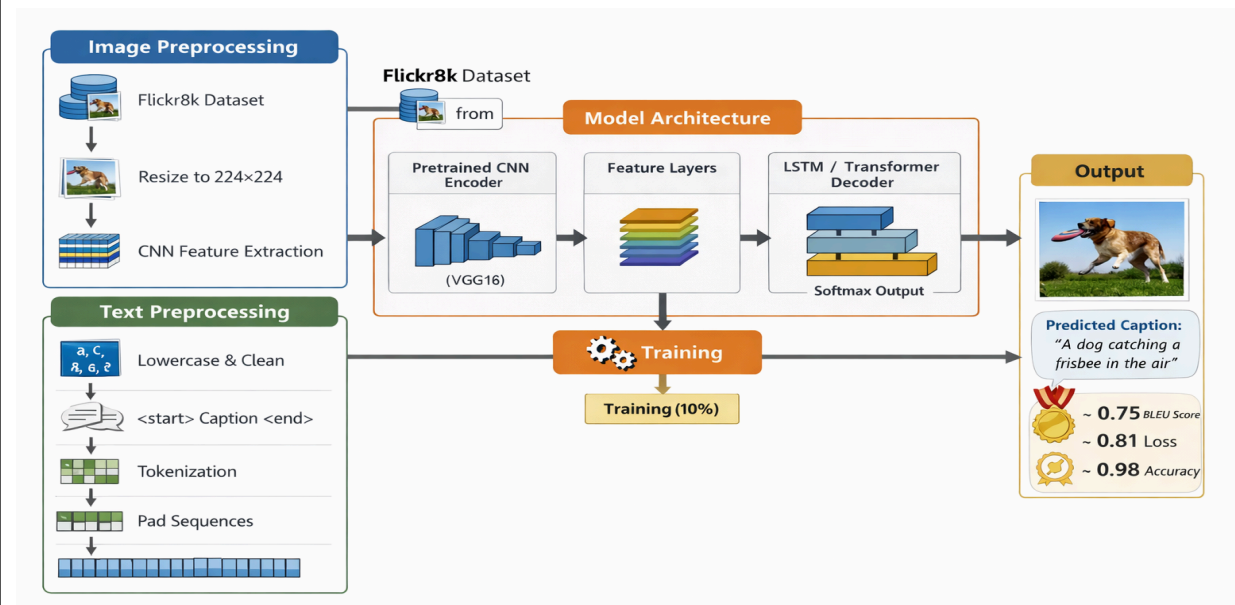 Image Preprocessing
Flickr8k Dataset
Resize to 224×224
CNN Feature Extraction
Text Preprocessing
a, C,
Lowercase & Clean
<start> Caption <end>
Tokenization
Pad Sequences
Flickr8k Dataset
from
Model Architecture
Pretrained CNN
Encoder
(VGG16)
Feature Layers
LSTM / Transformer
Decoder
Softmax Output
Training
Training (10%)
Output
Predicted Caption:
“A dog catching a
frisbee in the air”
~ 0.75 BLEU Score
~ 0.81 Loss
~ 0.98 Accuracy